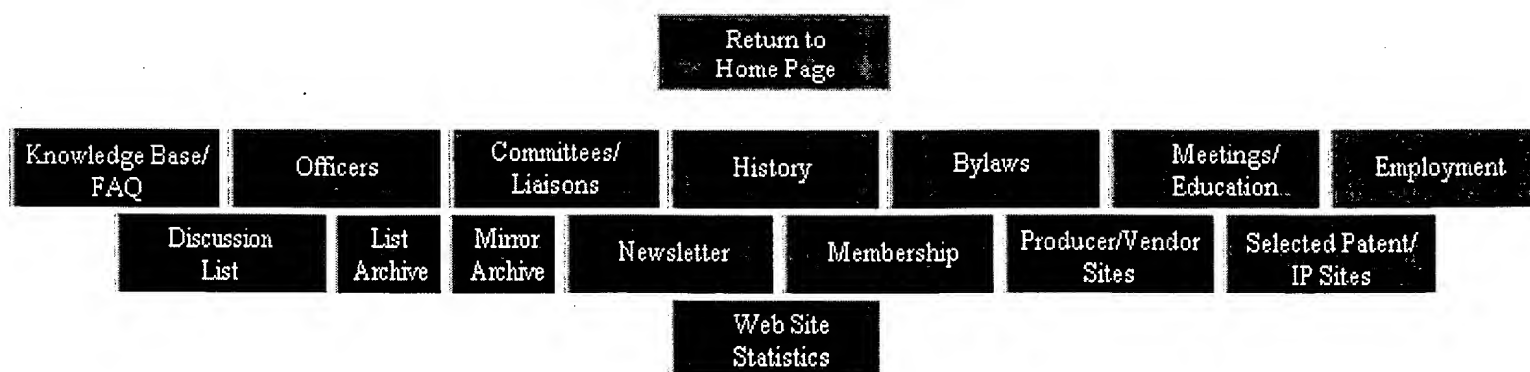 Return to
Home Page
Knowledge Base/
FAQ
Officers
Committees/
Liaisons
History
Bylaws
Meetings/
Education
Employment
Discussion
List
List
Archive
Mirror
Archive
Newsletter
Membership
Producer/Vendor
Sites
Selected Patent/
IP Sites
Web Site
Statistics